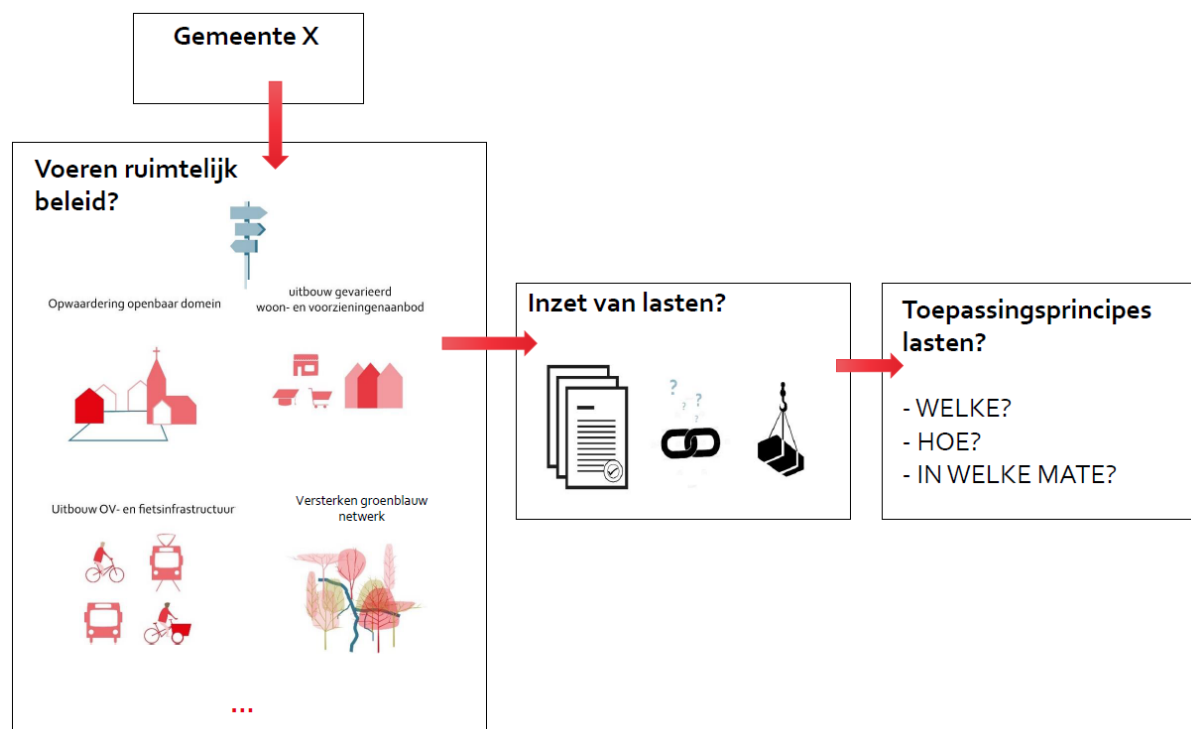 Gemeente X
Voeren ruimtelijk
beleid?
Opwaardering openbaar domein
uitbouw gevarieerd
woon- en voorzieningenaanbod
Uitbouw OV- en fietsinfrastructuur
Versterken groenblauw
netwerk
...
Inzet van lasten?
? ? ?
Toepassingsprincipes
lasten?
- WELKE?
- HOE?
- IN WELKE MATE?